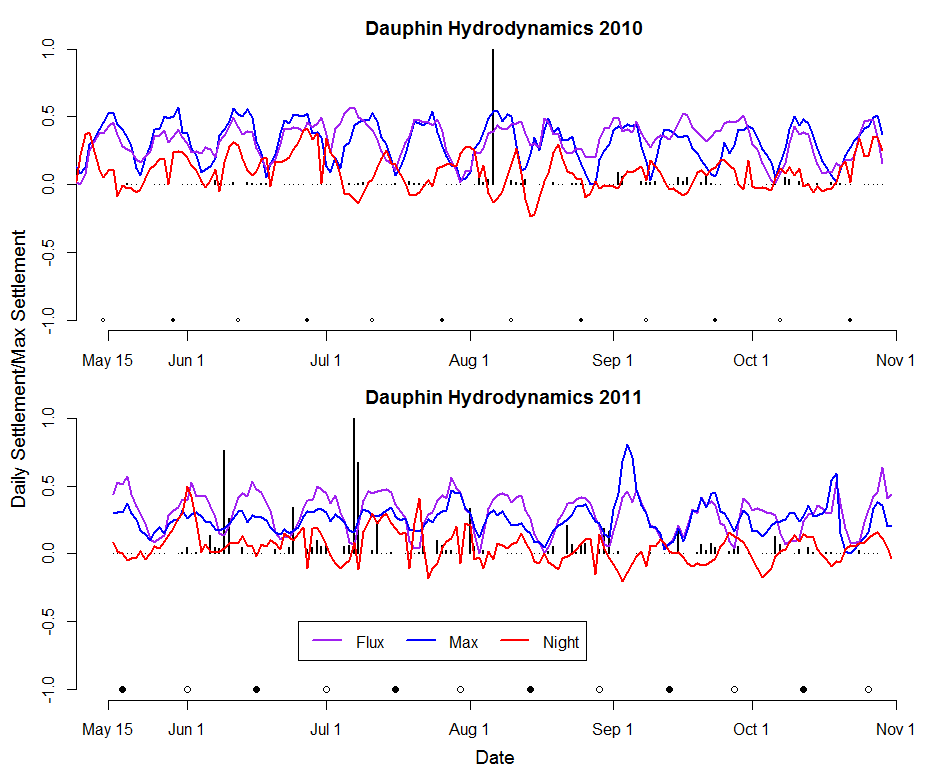 Dauphin Hydrodynamics 2010
1.0
0.5
0.0
-0.5
-1.0
May 15 Jun 1 Jul 1 Aug 1 Sep 1 Oct 1 Nov 1
Daily Settlement/Max Settlement
Dauphin Hydrodynamics 2011
1.0
0.5
0.0
-0.5
-1.0
Flux Max Night
May 15 Jun 1 Jul 1 Aug 1 Sep 1 Oct 1 Nov 1
Date